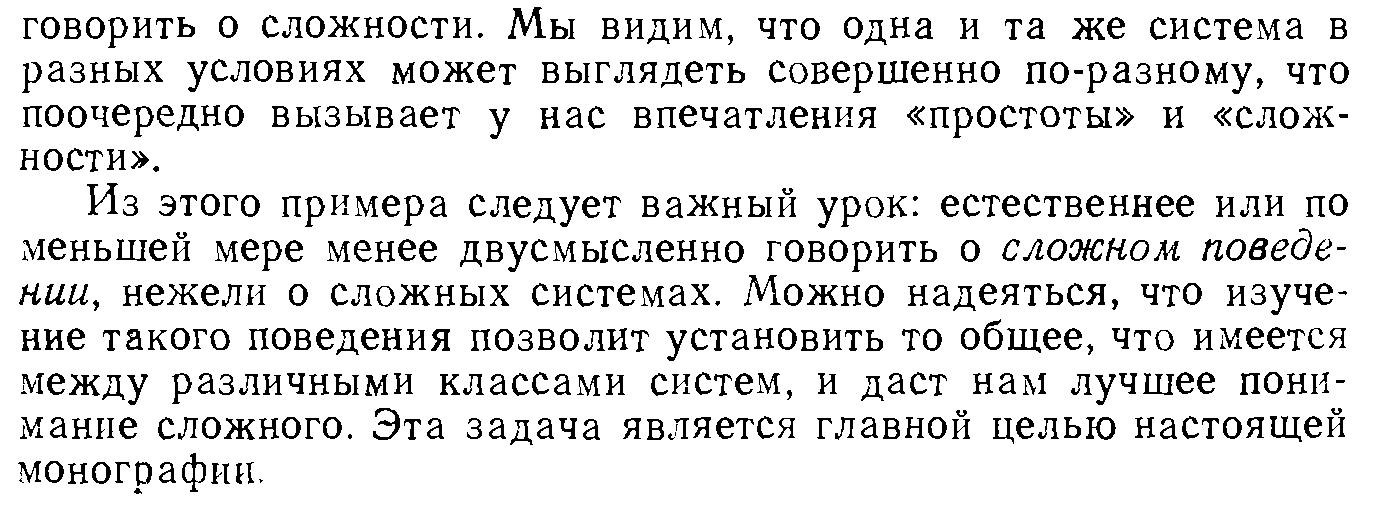 говорить о сложности. Мы видим, что одна и та же система в
разных условиях может выглядеть совершенно по-разному, что
поочередно вызывает у нас впечатления «простоты» и «слож-
ности».
Из этого примера следует важный урок: естественнее или по
меньшей мере менее двусмысленно говорить о сложном поведе-
нии, нежели о сложных системах. Можно надеяться, что изуче-
ние такого поведения позволит установить то общее, что имеется
между различными классами систем, и даст нам лучшее пони-
мание сложного. Эта задача является главной целью настоящей
монографии.